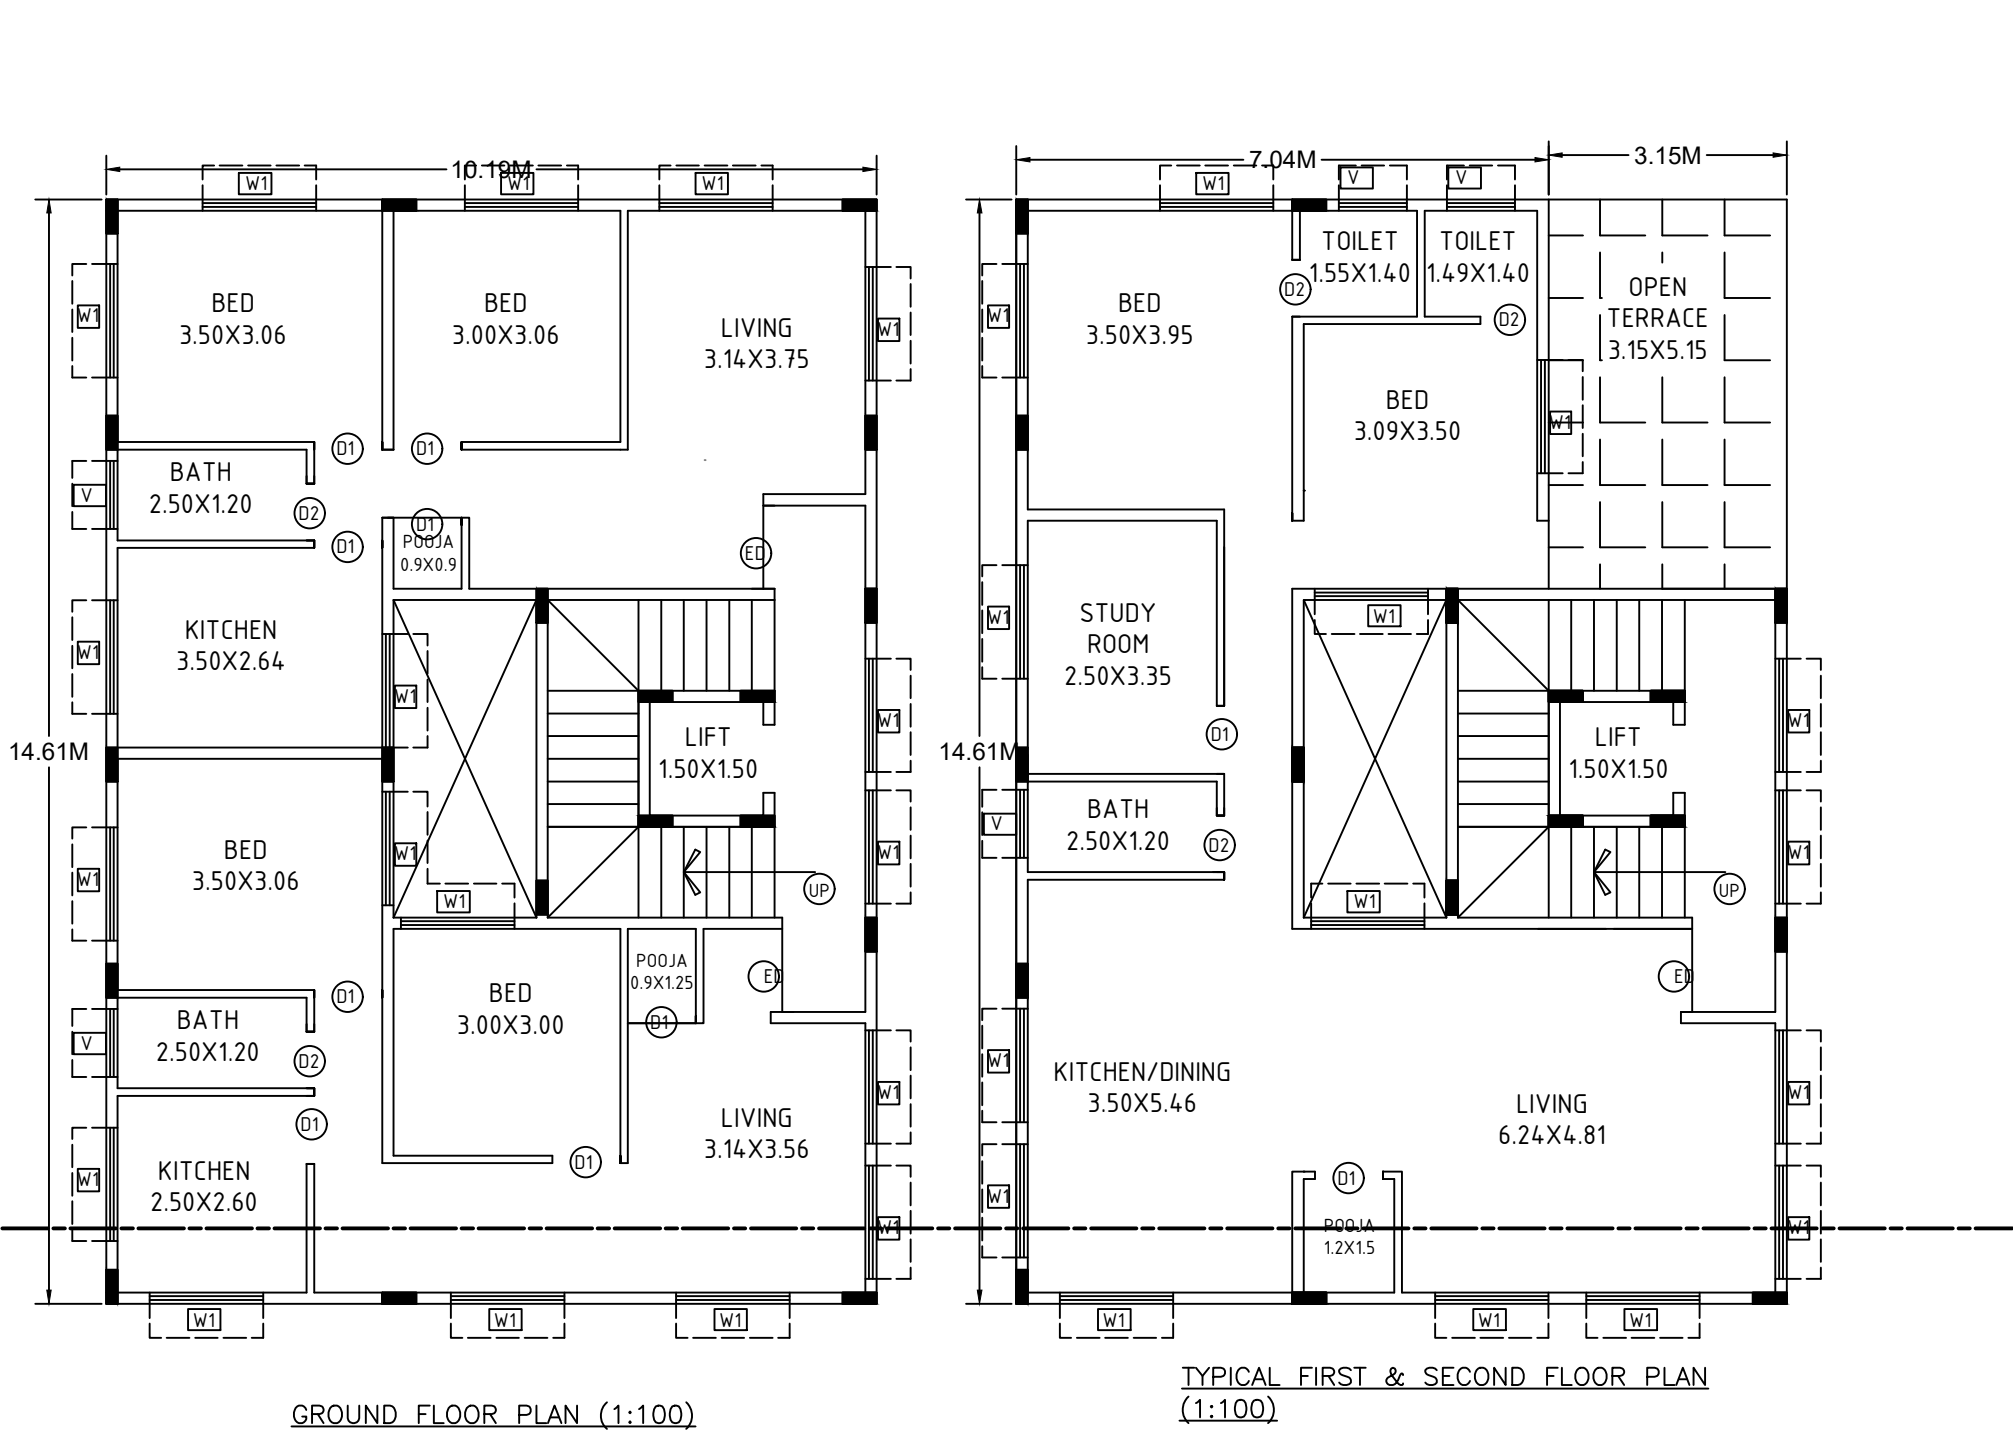 10.19M
W1
W1
W1
BED
3.50X3.06
BED
3.00X3.06
LIVING
3.14X3.75
W1
W1
D1
D1
BATH
2.50X1.20
V
D2
D1
D1
POOJA
0.9X0.9
ED
KITCHEN
3.50X2.64
W1
W1
14.61M
LIFT
1.50X1.50
W1
W1
UP
BED
3.50X3.06
W1
W1
W1
D1
BATH
2.50X1.20
V
D2
D1
BED
3.00X3.00
POOJA
0.9X1.25
D1
ED
LIVING
3.14X3.56
W1
W1
D1
KITCHEN
2.50X2.60
W1
W1
W1
W1
GROUND FLOOR PLAN (1:100)
7.04M
3.15M
W1
V
V
TOILET
1.55X1.40
TOILET
1.49X1.40
D2
D2
BED
3.50X3.95
W1
OPEN
TERRACE
3.15X5.15
BED
3.09X3.50
W1
STUDY
ROOM
2.50X3.35
W1
W1
D1
14.61M
LIFT
1.50X1.50
W1
W1
UP
BATH
2.50X1.20
V
D2
W1
ED
KITCHEN/DINING
3.50X5.46
W1
W1
LIVING
6.24X4.81
W1
W1
D1
POOJA
1.2X1.5
W1
W1
W1
TYPICAL FIRST & SECOND FLOOR PLAN
(1:100)